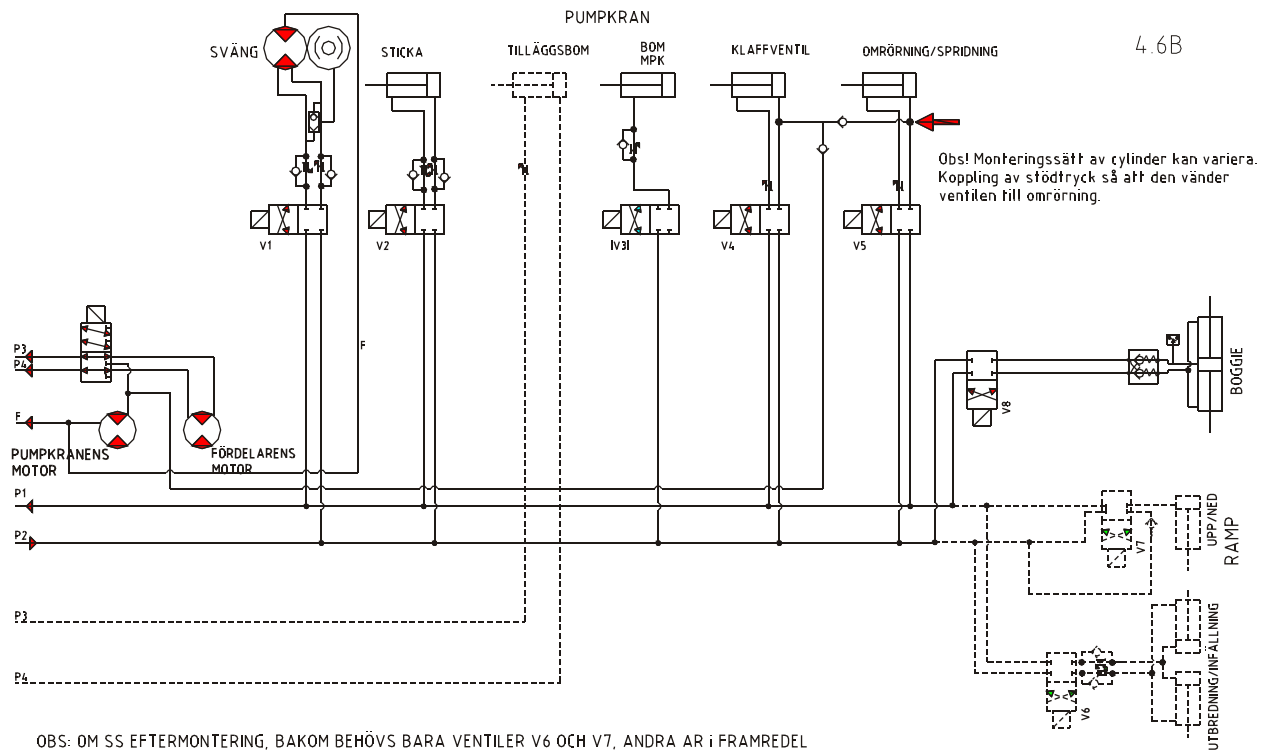 PUMPKRAN
4.6B
SVÄNG
STICKA
TILLÄGGSBOM
BOM
MPK
KLAFFVENTIL
OMRÖRNING/SPRIDNING
Obs! Monteringssätt av cylinder kan variera.
Koppling av stödtryck så att den vänder
ventilen till omrörning.
V1
V2
|V3|
V4
V5
P3
P4
F
F
PUMPKRANENS
MOTOR
FÖRDELARENS
MOTOR
V8
BOGGIE
P1
P2
V7
UPP/NED
RAMP
P3
P4
V6
UTBREDNING/INFÄLLNING
OBS: OM SS EFTERMONTERING, BAKOM BEHÖVS BARA VENTILER V6 OCH V7, ANDRA AR i FRAMREDEL